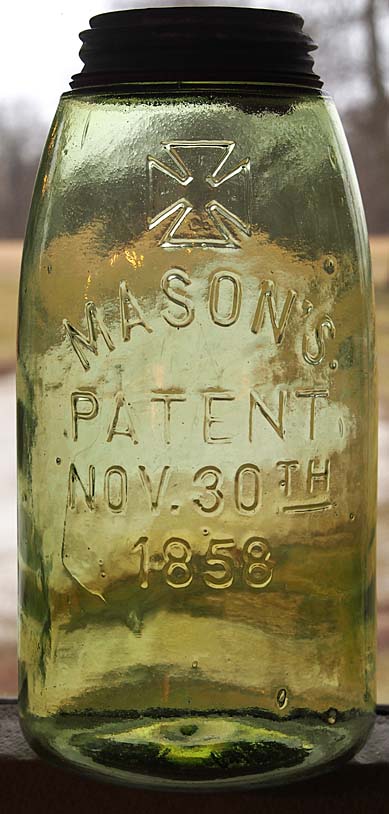 MASON'S.
PATENT
NOV. 30TH
1858